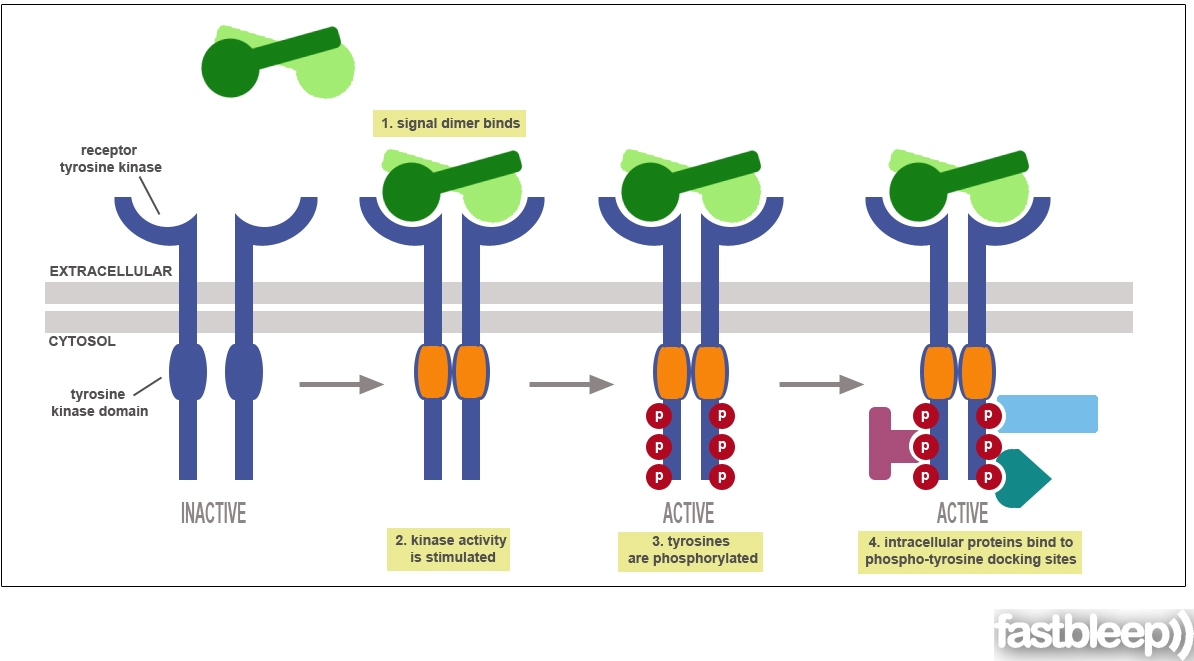 1. signal dimer binds
receptor
tyrosine kinase
EXTRACELLULAR
CYTOSOL
tyrosine
kinase domain
P P P P
P P P P
P P P P
INACTIVE
ACTIVE
ACTIVE
2. kinase activity
is stimulated
3. tyrosines
are phosphorylated
4. intracellular proteins bind to
phospho-tyrosine docking sites
fastbleep